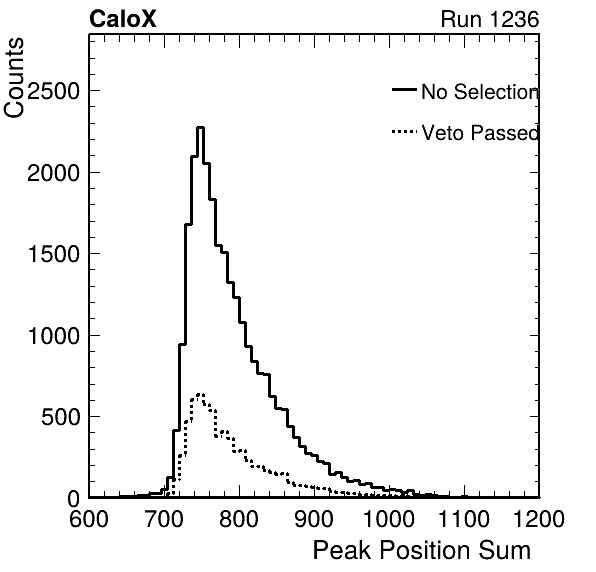 CaloX Run 1236
Counts
2500
2000
1500
1000
500
0
No Selection
Veto Passed
600 700 800 900 1000 1100 1200
Peak Position Sum